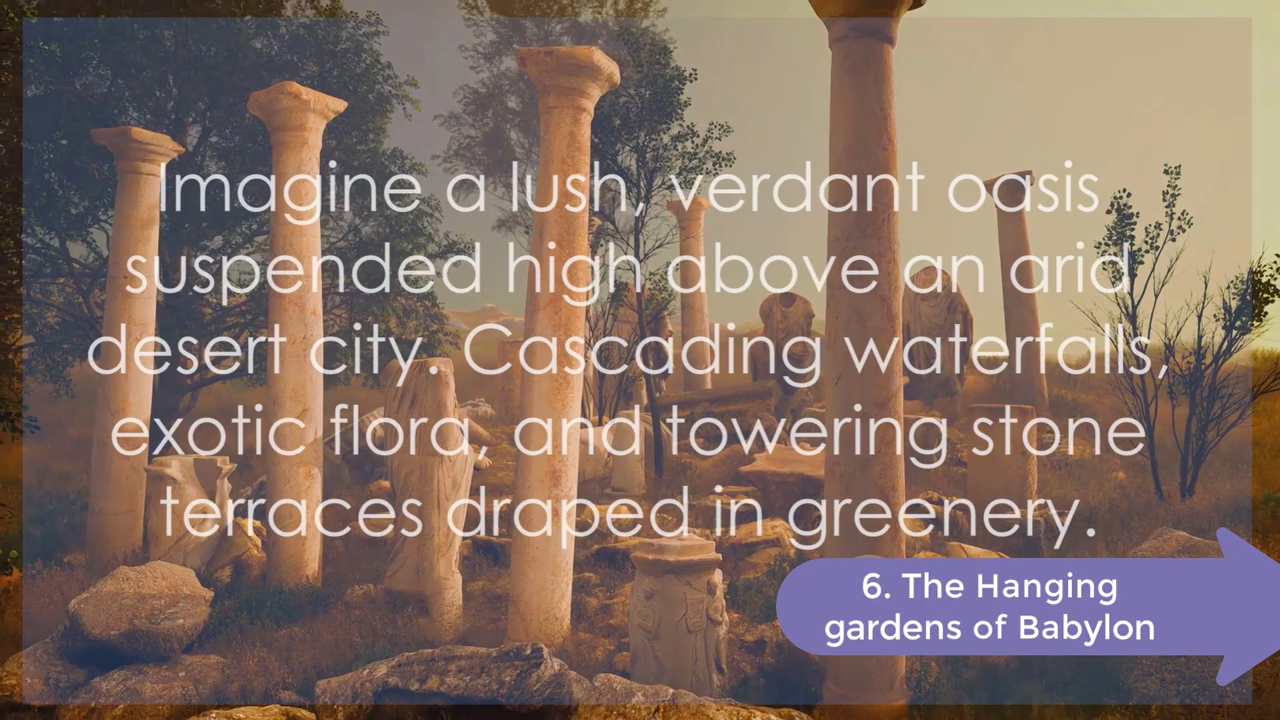 Imagine a lush, verdant oasis
suspended high above an arid
desert city. Cascading waterfalls,
exotic flora, and towering stone
terraces draped in greenery.
6. The Hanging
gardens of Babylon